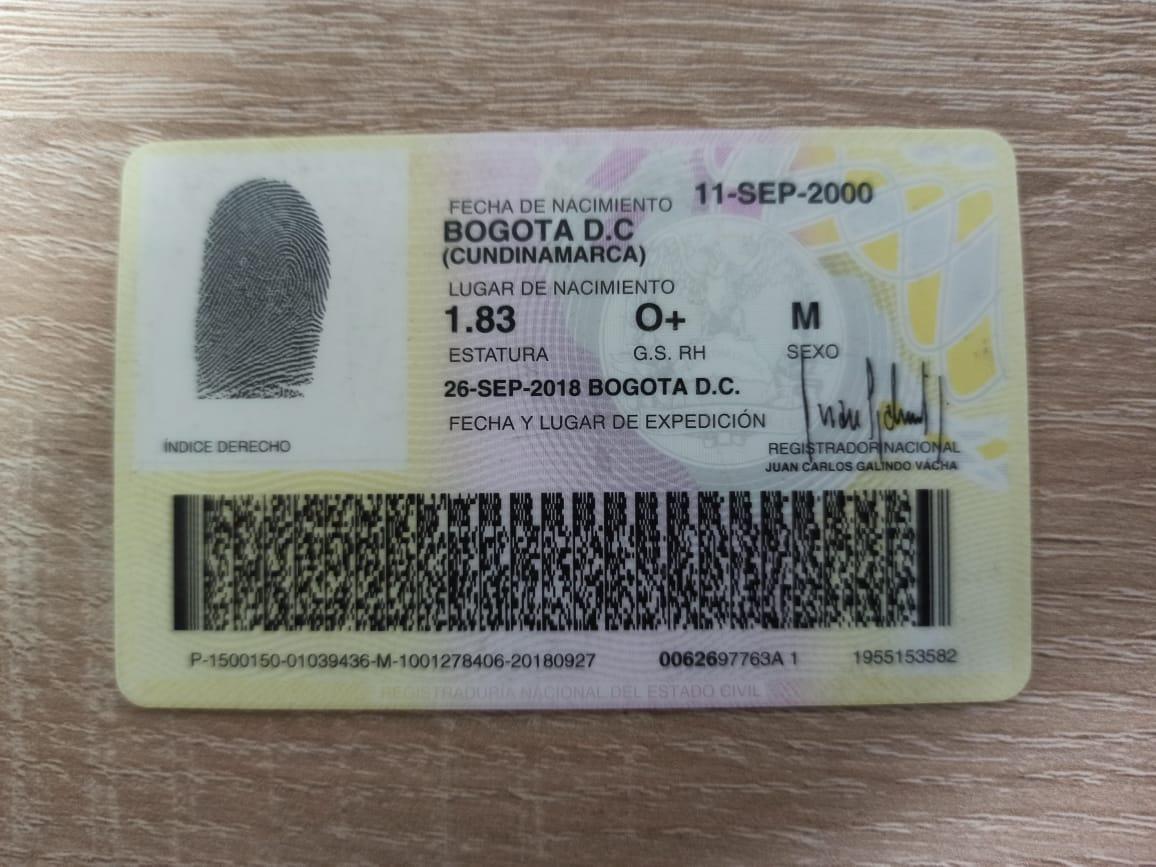 FECHA DE NACIMIENTO 11-SEP-2000
BOGOTA D.C
(CUNDINAMARCA)
LUGAR DE NACIMIENTO
1.83 O+ M
ESTATURA G.S. RH SEXO
26-SEP-2018 BOGOTA D.C.
FECHA Y LUGAR DE EXPEDICIÓN
ÍNDICE DERECHO
REGISTRADOR NACIONAL
JUAN CARLOS GALINDO VÁCHA
P-1500150-01039436-M-1001278406-20180927 0062697763A 1 1955153582
REGISTRADURÍA NACIONAL DEL ESTADO CIVIL